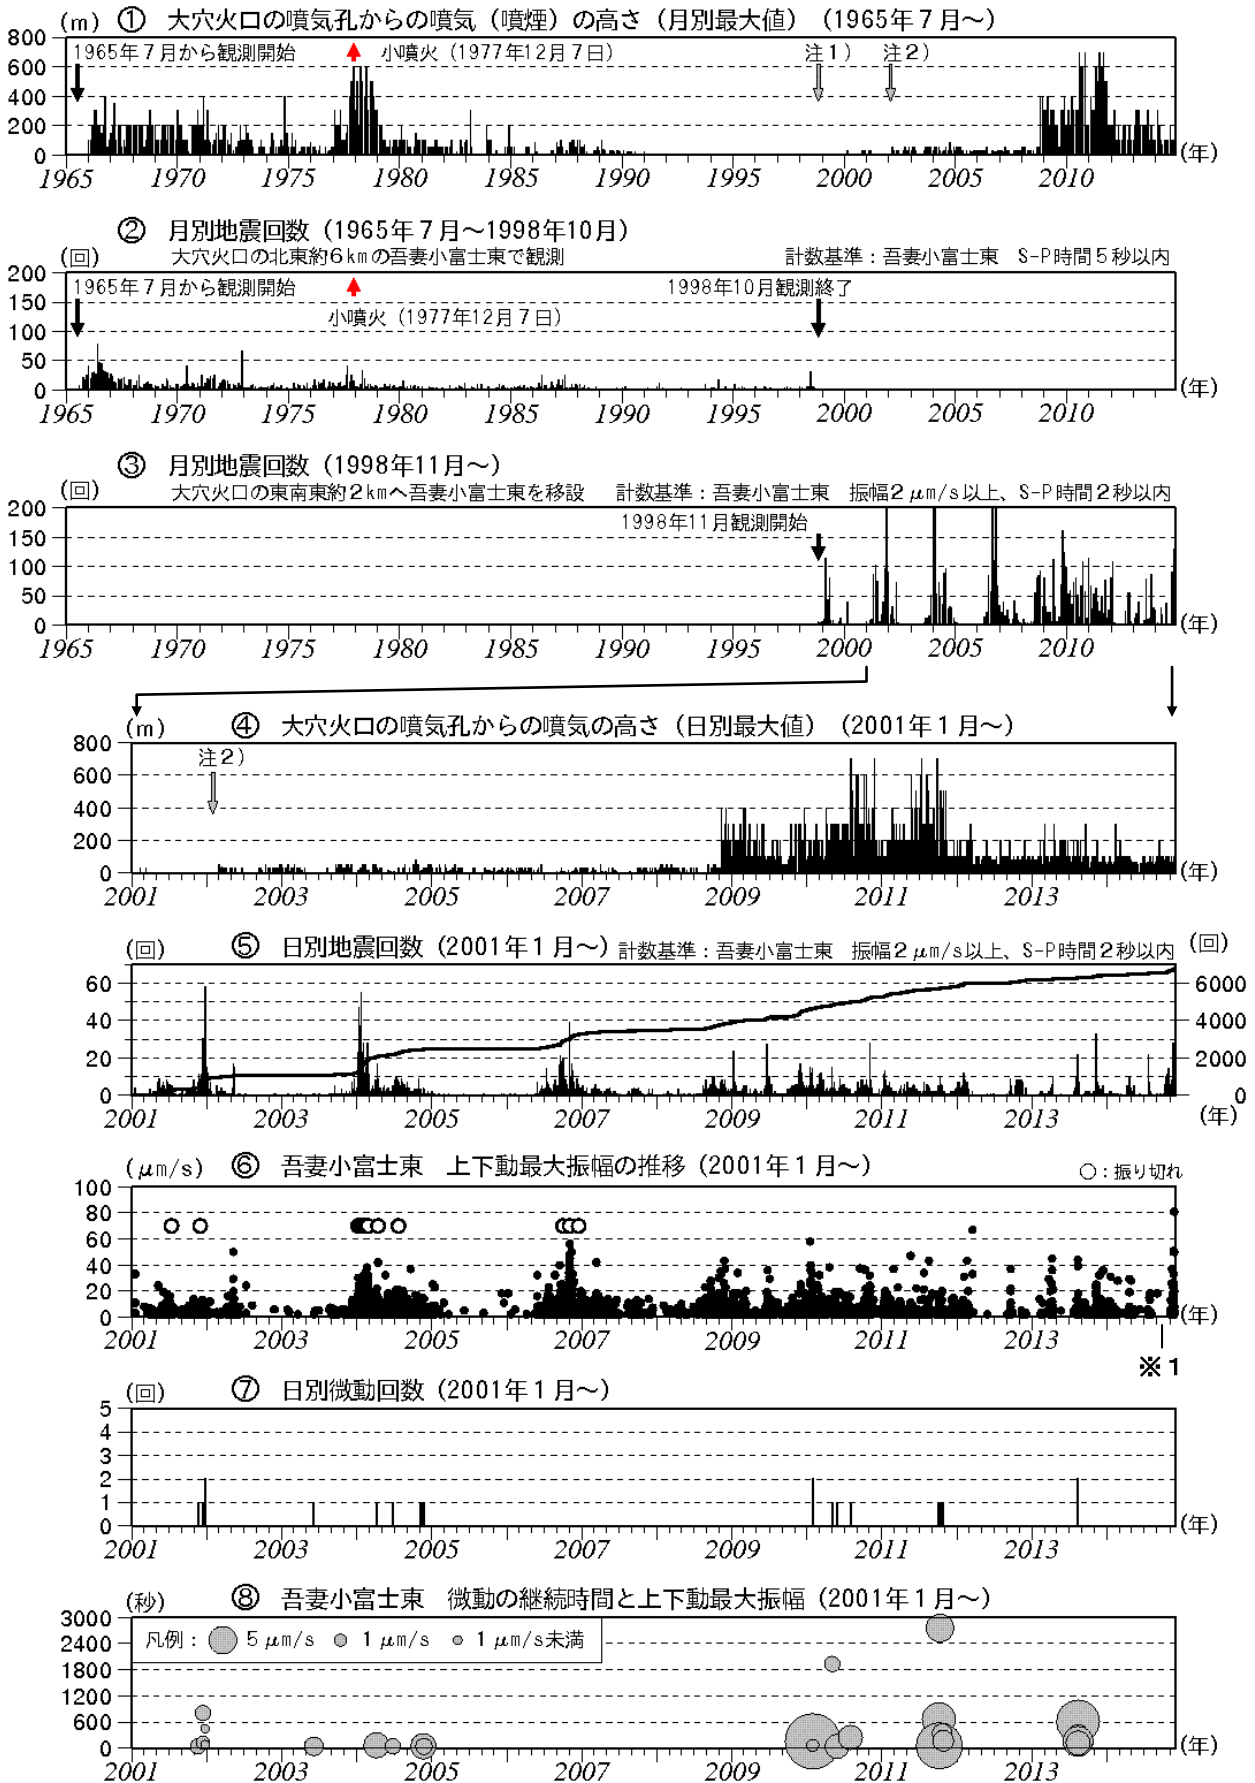 ① 大穴火口の噴気孔からの噴気（噴煙）の高さ（月別最大値）（1965年７月～）
(m)
800
600
400
200
0
1965年７月から観測開始
小噴火（1977年12月７日）
注１）
注２）
1965 1970 1975 1980 1985 1990 1995 2000 2005 2010
(年)
② 月別地震回数（1965年７月～1998年10月）
(回)
大穴火口の北東約６kmの吾妻小富士東で観測
計数基準：吾妻小富士東 S-P時間５秒以内
200
150
100
50
0
1965年７月から観測開始
小噴火（1977年12月７日）
1998年10月観測終了
1965 1970 1975 1980 1985 1990 1995 2000 2005 2010
(年)
③ 月別地震回数（1998年11月～）
(回)
大穴火口の東南東約２kmへ吾妻小富士東を移設 計数基準：吾妻小富士東 振幅２μm/s以上、S-P時間２秒以内
200
150
100
50
0
1998年11月観測開始
1965 1970 1975 1980 1985 1990 1995 2000 2005 2010
(年)
④ 大穴火口の噴気孔からの噴気の高さ（日別最大値）（2001年１月～）
(m)
800
600
400
200
0
注２）
2001 2003 2005 2007 2009 2011 2013
(年)
⑤ 日別地震回数（2001年１月～）計数基準：吾妻小富士東 振幅２μm/s以上、S-P時間２秒以内
(回)
(回)
60
40
20
0
6000
4000
2000
0
2001 2003 2005 2007 2009 2011 2013
(年)
⑥ 吾妻小富士東 上下動最大振幅の推移（2001年１月～）
(μm/s)
○：振り切れ
100
80
60
40
20
0
2001 2003 2005 2007 2009 2011 2013
(年)
※１
⑦ 日別微動回数（2001年１月～）
(回)
5
4
3
2
1
0
2001 2003 2005 2007 2009 2011 2013
(年)
⑧ 吾妻小富士東 微動の継続時間と上下動最大振幅（2001年１月～）
(秒)
3000
2400
1800
1200
600
0
凡例： ５μm/s １μm/s １μm/s未満
2001 2003 2005 2007 2009 2011 2013
(年)